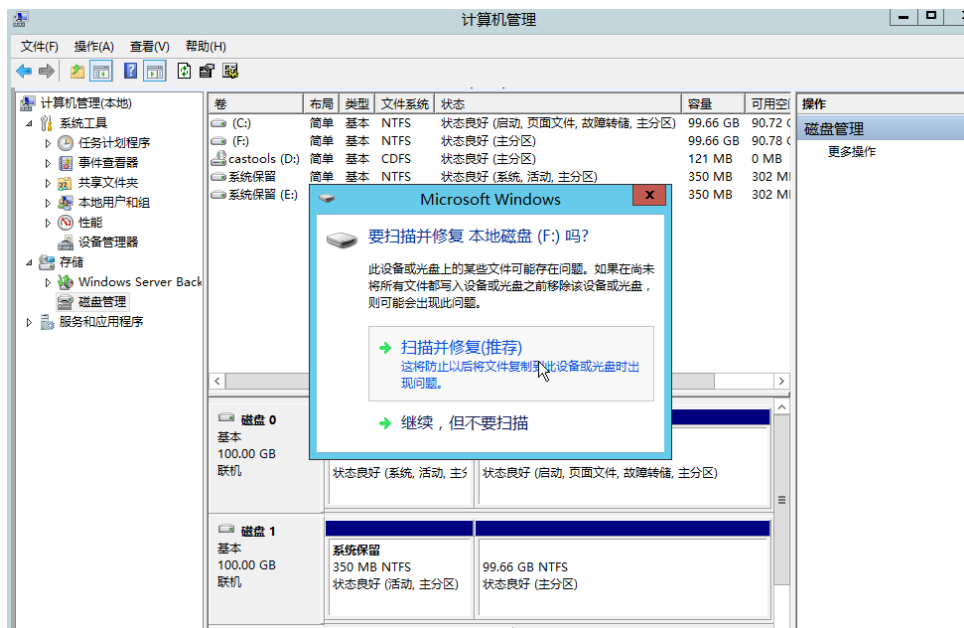 计算机管理
文件(F) 操作(A) 查看(V) 帮助(H)
计算机管理(本地)
系统工具
任务计划程序
事件查看器
共享文件夹
本地用户和组
性能
设备管理器
存储
Windows Server Back
磁盘管理
服务和应用程序
卷 布局 类型 文件系统 状态 容量 可用空
(C:) 简单 基本 NTFS 状态良好 (启动, 页面文件, 故障转储, 主分区) 99.66 GB 90.72
(F:) 简单 基本 NTFS 状态良好 (主分区) 99.66 GB 90.78
castools (D:) 简单 基本 CDFS 状态良好 (主分区) 121 MB 0 MB
系统保留 简单 基本 NTFS 状态良好 (系统, 活动, 主分区) 350 MB 302
系统保留 (E:) 350 MB 302
操作
磁盘管理
更多操作
Microsoft Windows
要扫描并修复 本地磁盘 (F:) 吗?
此设备或光盘上的某些文件可能存在问题。如果在尚未
将所有文件都写入设备或光盘之前移除该设备或光盘，
则可能会出现此问题。
扫描并修复(推荐)
这将防止以后将文件复制到此设备或光盘时出
现问题。
继续，但不要扫描
磁盘 0
基本
100.00 GB
联机
状态良好 (系统, 活动, 主分
状态良好 (启动, 页面文件, 故障转储, 主分区)
磁盘 1
基本
100.00 GB
联机
系统保留
350 MB NTFS
状态良好 (活动, 主分区)
99.66 GB NTFS
状态良好 (主分区)